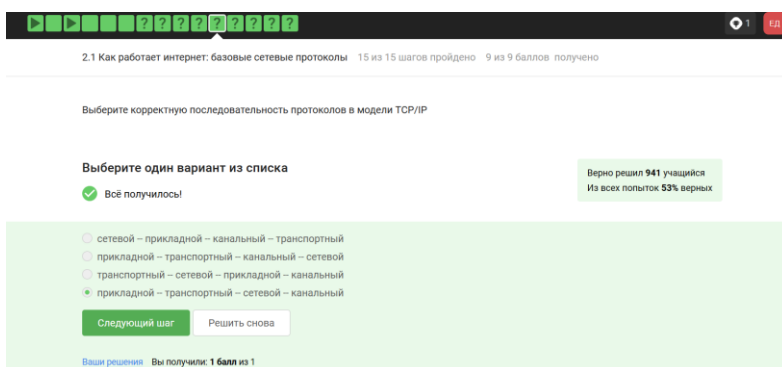 ? ? ? ? ? ? ? ? ?
1
ЕД
2.1 Как работает интернет: базовые сетевые протоколы 15 из 15 шагов пройдено 9 из 9 баллов получено
Выберите корректную последовательность протоколов в модели TCP/IP
Выберите один вариант из списка
Всё получилось!
Верно решил 941 учащийся
Из всех попыток 53% верных
сетевой -- прикладной -- канальный -- транспортный
прикладной -- транспортный -- канальный -- сетевой
транспортный -- сетевой -- прикладной -- канальный
прикладной -- транспортный -- сетевой -- канальный
Следующий шаг
Решить снова
Ваши решения Вы получили: 1 балл из 1